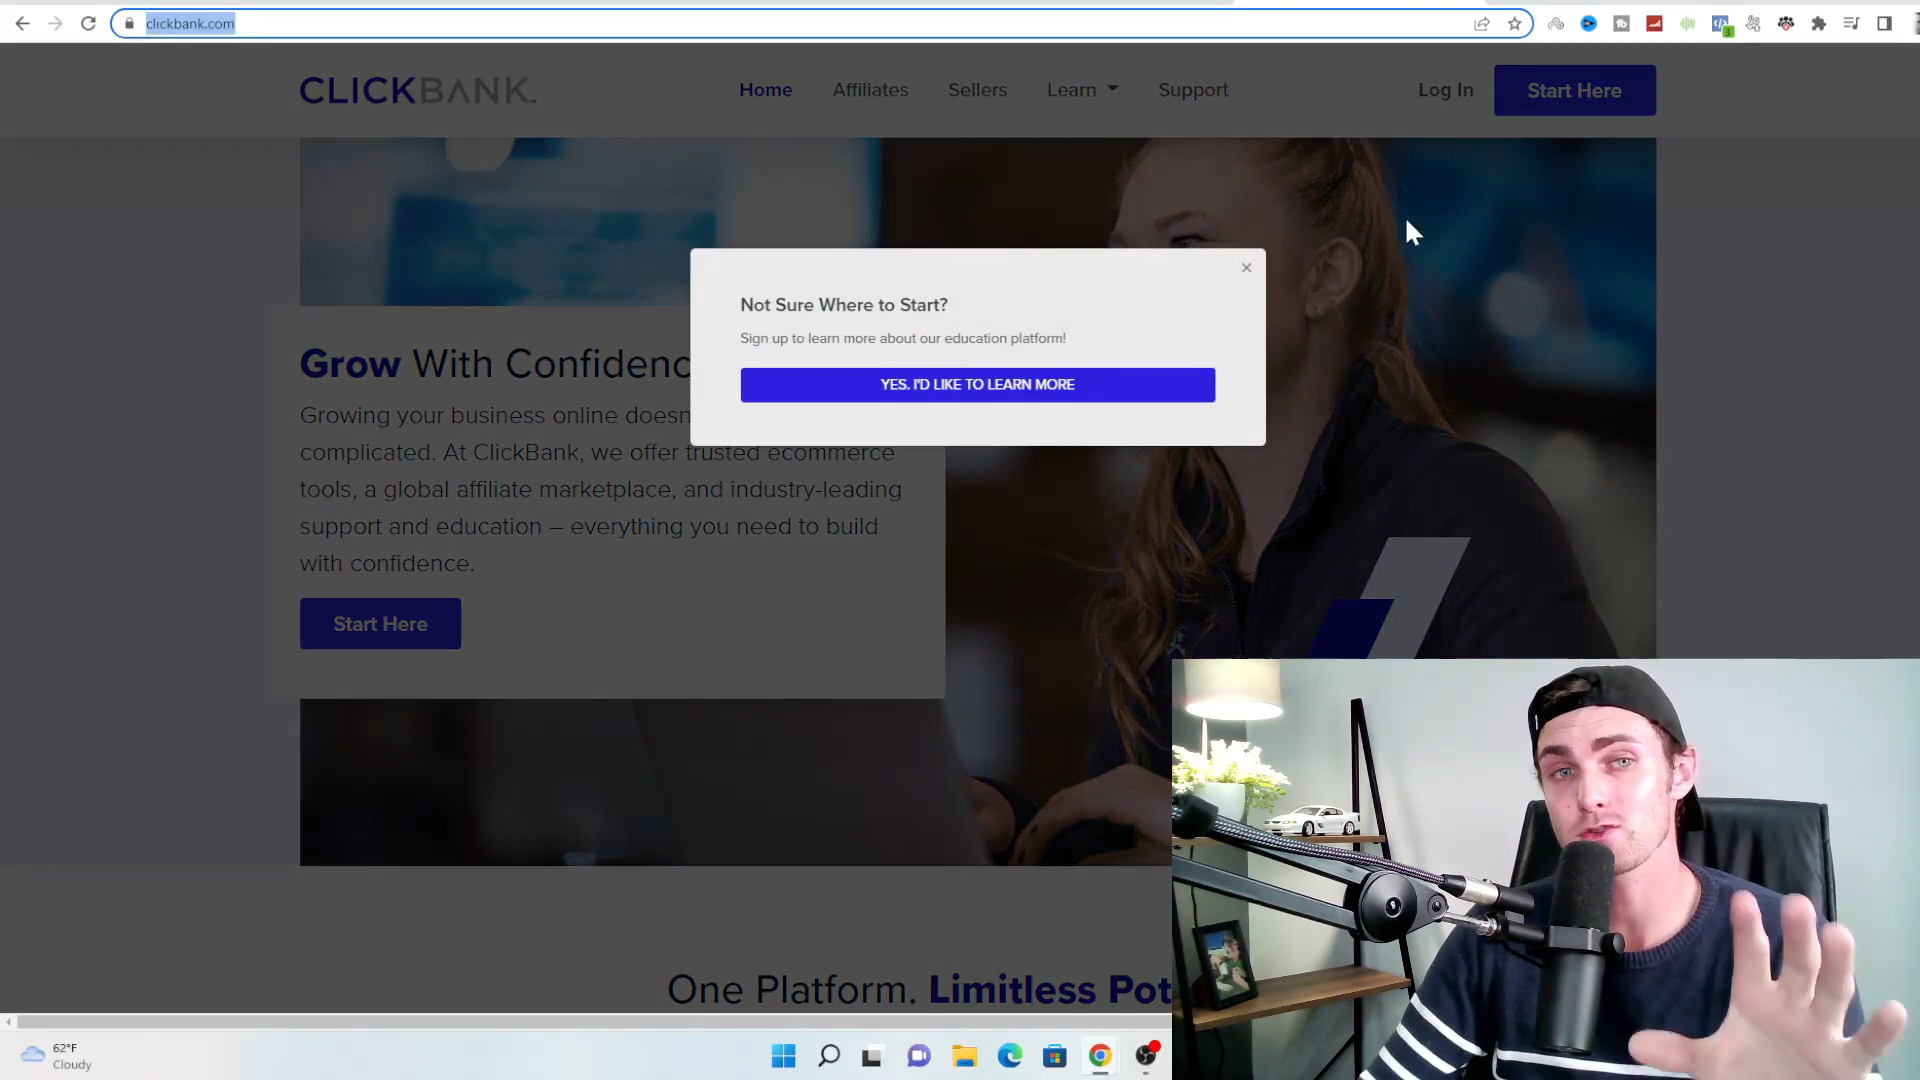 clickbank.com
CLICKBANK
Home
Affiliates
Sellers
Learn
Support
Log In
Start Here
Not Sure Where to Start?
Sign up to learn more about our education platform!
YES. I'D LIKE TO LEARN MORE
Grow With Confidenc
Growing your business online doesn
complicated. At ClickBank, we offer trusted ecommerce
tools, a global affiliate marketplace, and industry-leading
support and education – everything you need to build
with confidence.
Start Here
One Platform. Limitless Pot
62°F
Cloudy
3